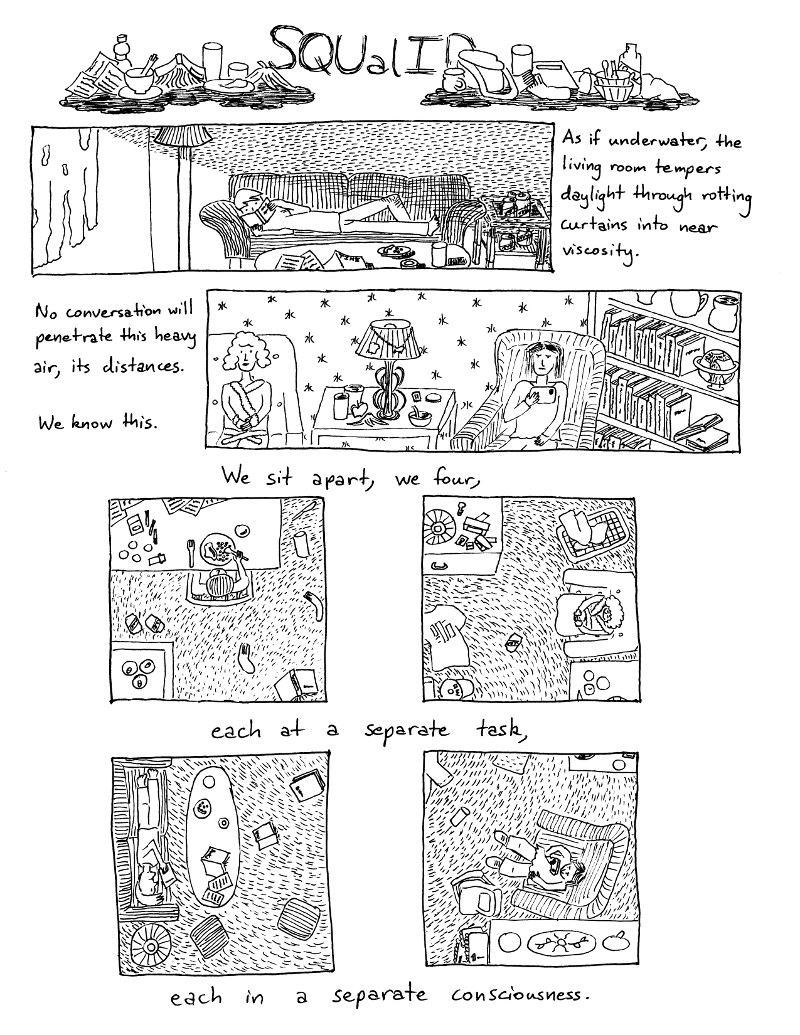 SQUalID
As if underwater, the
living room tempers
daylight through rotting
curtains into near
viscosity.
No conversation will
penetrate this heavy
air, its distances.
We know this.
We sit apart, we four,
each at a separate task,
each in a separate consciousness.